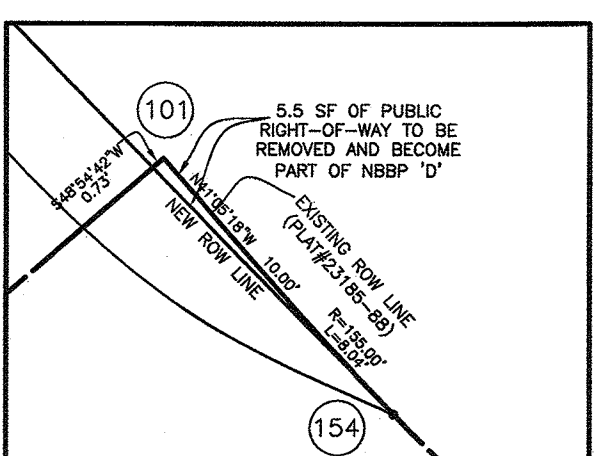 101
5.5 SF OF PUBLIC
RIGHT-OF-WAY TO BE
REMOVED AND BECOME
PART OF NBBP 'D'
S48°54'42"W
0.73'
N41°05'18"W 10.00'
NEW ROW LINE
EXISTING ROW LINE
(PLAT#23185-88)
R=155.00'
L=8.04'
154